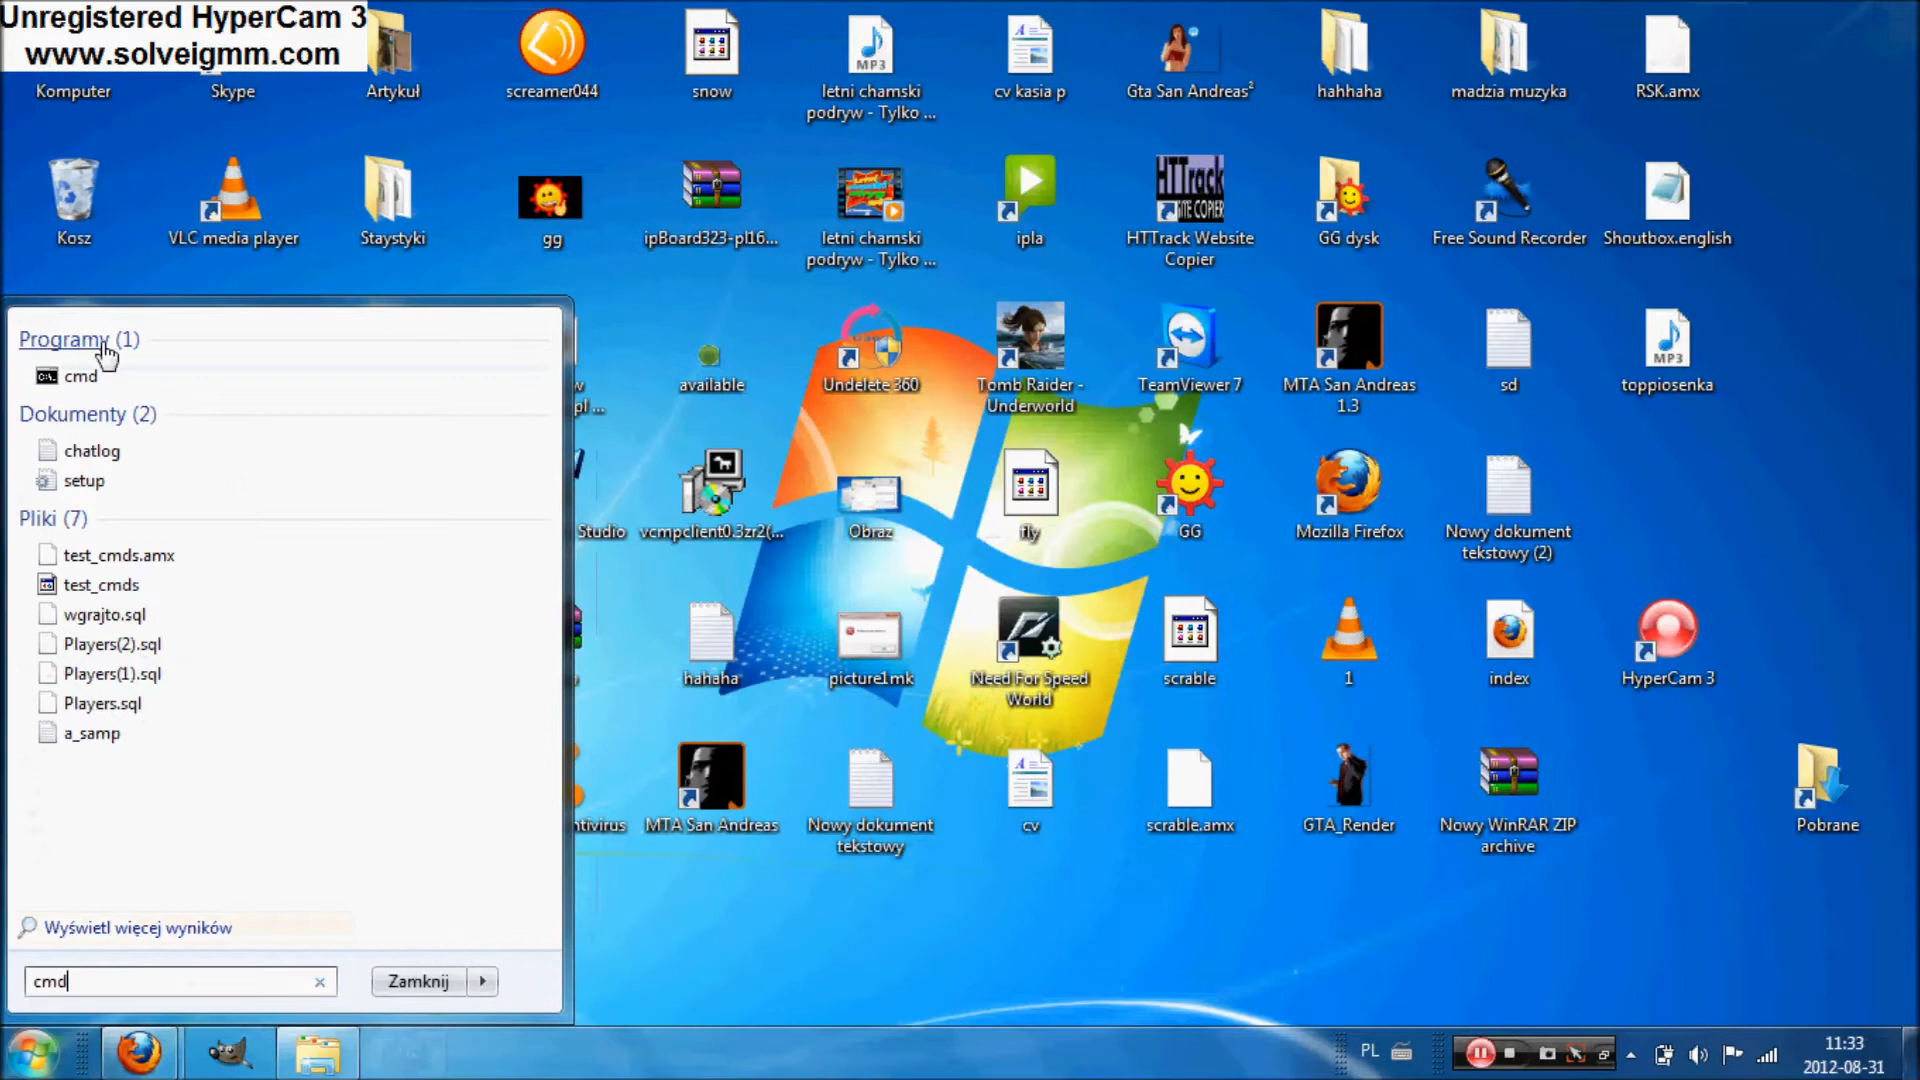 Unregistered HyperCam 3
www.solveigmm.com
Komputer
Skype
Artykuł
screamer044
snow
MP3
letni chamski
podryw - Tylko ...
cv kasia p
Gta San Andreas²
hahhaha
madzia muzyka
RSK.amx
Kosz
VLC media player
Staystyki
gg
ipBoard323-pl16...
letni chamski
podryw - Tylko ...
ipla
HTTrack
SITE COPIER
HTTrack Website
Copier
GG dysk
Free Sound Recorder
Shoutbox.english
available
Undelete 360
Tomb Raider -
Underworld
TeamViewer 7
MTA San Andreas
1.3
sd
MP3
toppiosenka
pl ...
Studio
vcmpclient0.3zr2(...
Obraz
fly
GG
Mozilla Firefox
Nowy dokument
tekstowy (2)
hahaha
picture1mk
Need For Speed
World
scrable
1
index
HyperCam 3
ntivirus
MTA San Andreas
Nowy dokument
tekstowy
cv
scrable.amx
GTA_Render
Nowy WinRAR ZIP
archive
Pobrane
Programy (1)
cmd
Dokumenty (2)
chatlog
setup
Pliki (7)
test_cmds.amx
test_cmds
wgrajto.sql
Players(2).sql
Players(1).sql
Players.sql
a_samp
Wyświetl więcej wyników
cmd
Zamknij
PL
11:33
2012-08-31